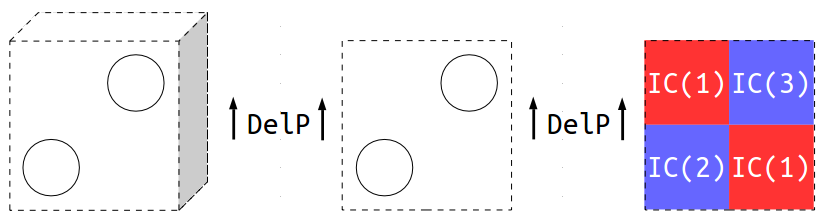 IC(1) IC(3)
DelP DelP
IC(2) IC(1)